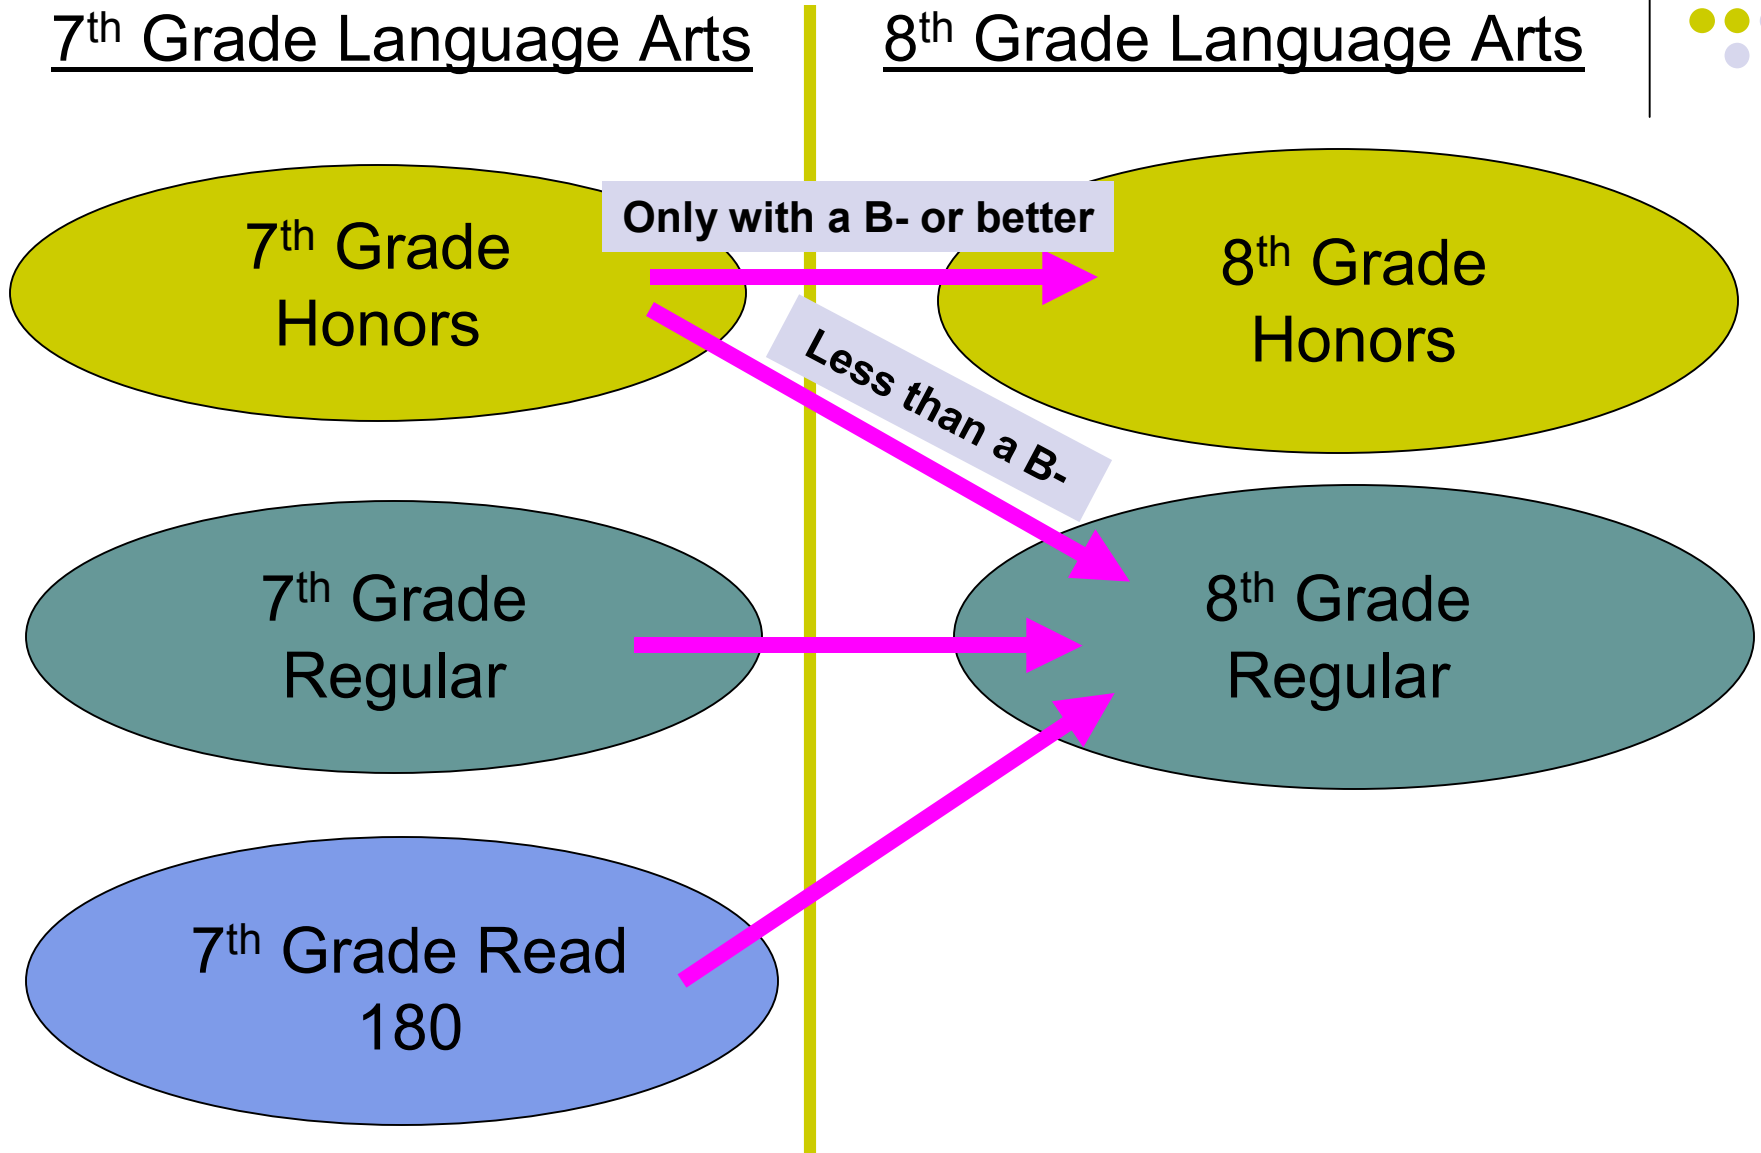 7th Grade Language Arts
8th Grade Language Arts
7th Grade
Honors
Only with a B- or better
8th Grade
Honors
Less than a B-
7th Grade
Regular
8th Grade
Regular
7th Grade Read
180